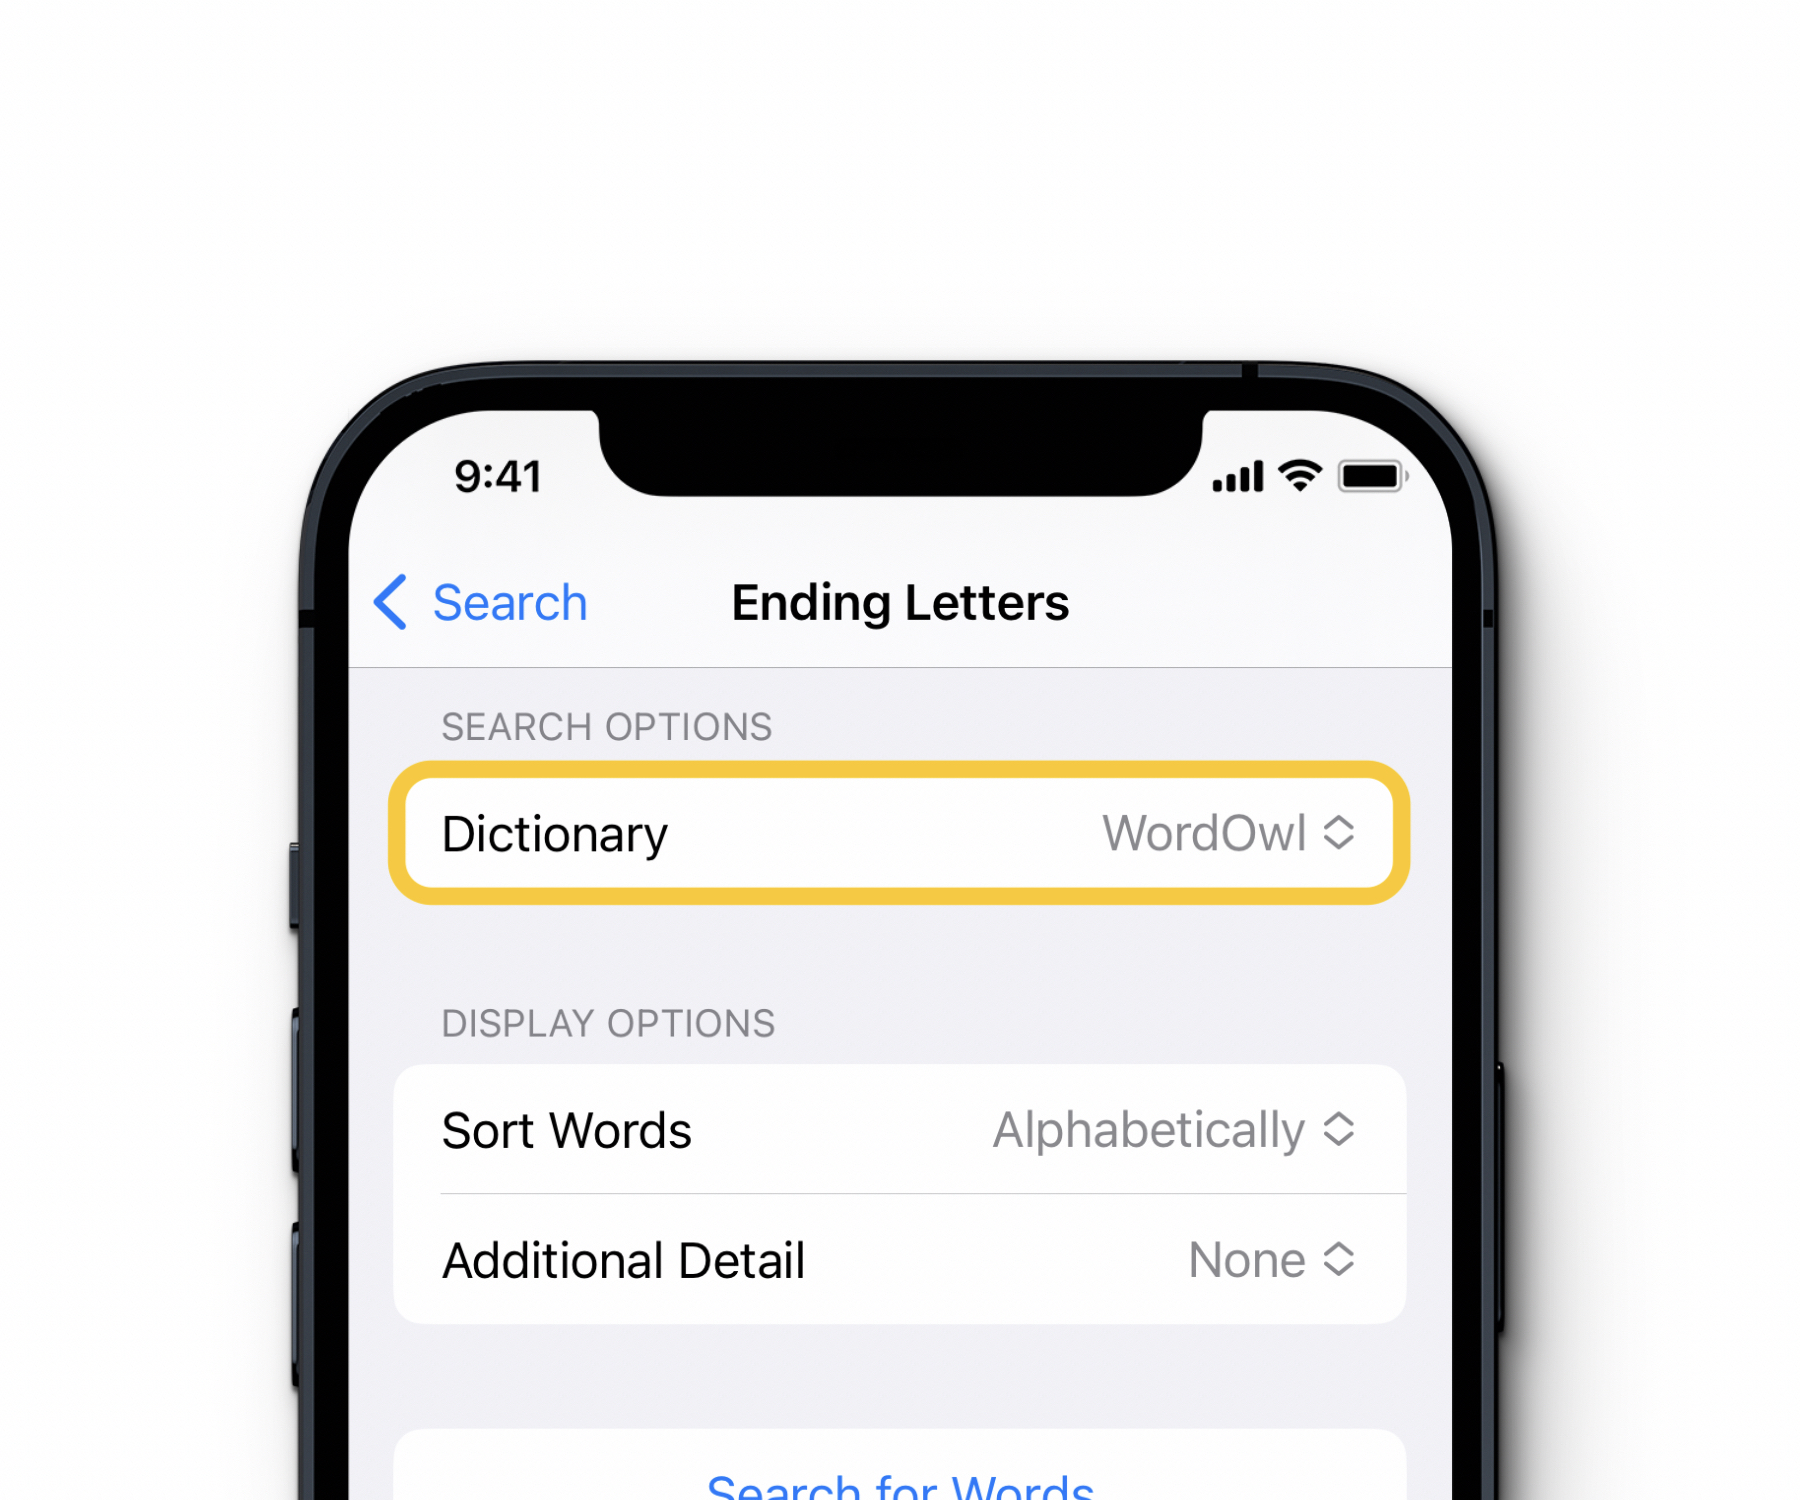 9:41
Search
Ending Letters
SEARCH OPTIONS
Dictionary WordOwl
DISPLAY OPTIONS
Sort Words Alphabetically
Additional Detail None
Search for Words